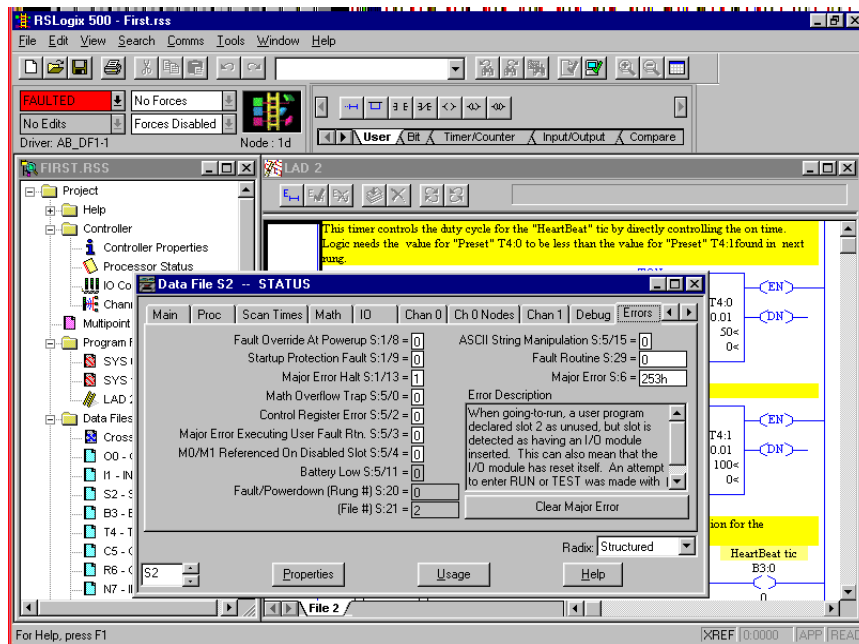 RSLogix 500 - First.rss
File Edit View Search Comms Tools Window Help
FAULTED
No Forces
No Edits
Forces Disabled
Driver: AB_DF1-1
Node : 1d
User Bit Timer/Counter Input/Output Compare
FIRST.RSS
Project
Help
Controller
Controller Properties
Processor Status
IO Co
Chann
Multipoint
Program F
SYS
SYS
LAD 2
Data Files
Cross
O0 - O
I1 - IN
S2 - S
B3 - B
T4 - T
C5 - C
R6 - C
N7 - I
LAD 2
This timer controls the duty cycle for the "HeartBeat" tic by directly controlling the on time.
Logic needs the value for "Preset" T4:0 to be less than the value for "Preset" T4:1found in next
rung.
EN
T4:0
0.01
DN
50<
0<
EN
T4:1
0.01
DN
100<
0<
ion for the
HeartBeat tic
B3:0
0
File 2
Data File S2 -- STATUS
Main Proc Scan Times Math IO Chan 0 Ch 0 Nodes Chan 1 Debug Errors
Fault Override At Powerup S:1/8 = 0
Startup Protection Fault S:1/9 = 0
Major Error Halt S:1/13 = 1
Math Overflow Trap S:5/0 = 0
Control Register Error S:5/2 = 0
Major Error Executing User Fault Rtn. S:5/3 = 0
M0/M1 Referenced On Disabled Slot S:5/4 = 0
Battery Low S:5/11 = 0
Fault/Powerdown (Rung #) S:20 = 0
(File #) S:21 = 2
ASCII String Manipulation S:5/15 = 0
Fault Routine S:29 = 0
Major Error S:6 = 253h
Error Description
When going-to-run, a user program
declared slot 2 as unused, but slot is
detected as having an I/O module
inserted. This can also mean that the
I/O module has reset itself. An attempt
to enter RUN or TEST was made with
Clear Major Error
Radix: Structured
S2
Properties
Usage
Help
For Help, press F1
XREF 0:0000 APP READ